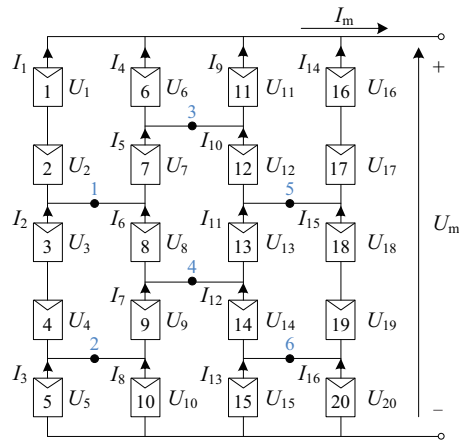 Iₘ
I₁ I₄ I₉ I₁₄
+
1 U₁ 6 U₆ 11 U₁₁ 16 U₁₆
3
I₅ I₁₀
2 U₂ 7 U₇ 12 U₁₂ 17 U₁₇
1 5
I₂ I₆ I₁₁ I₁₅
Uₘ
3 U₃ 8 U₈ 13 U₁₃ 18 U₁₈
4
I₇ I₁₂
4 U₄ 9 U₉ 14 U₁₄ 19 U₁₉
2 6
I₃ I₈ I₁₃ I₁₆
5 U₅ 10 U₁₀ 15 U₁₅ 20 U₂₀
−